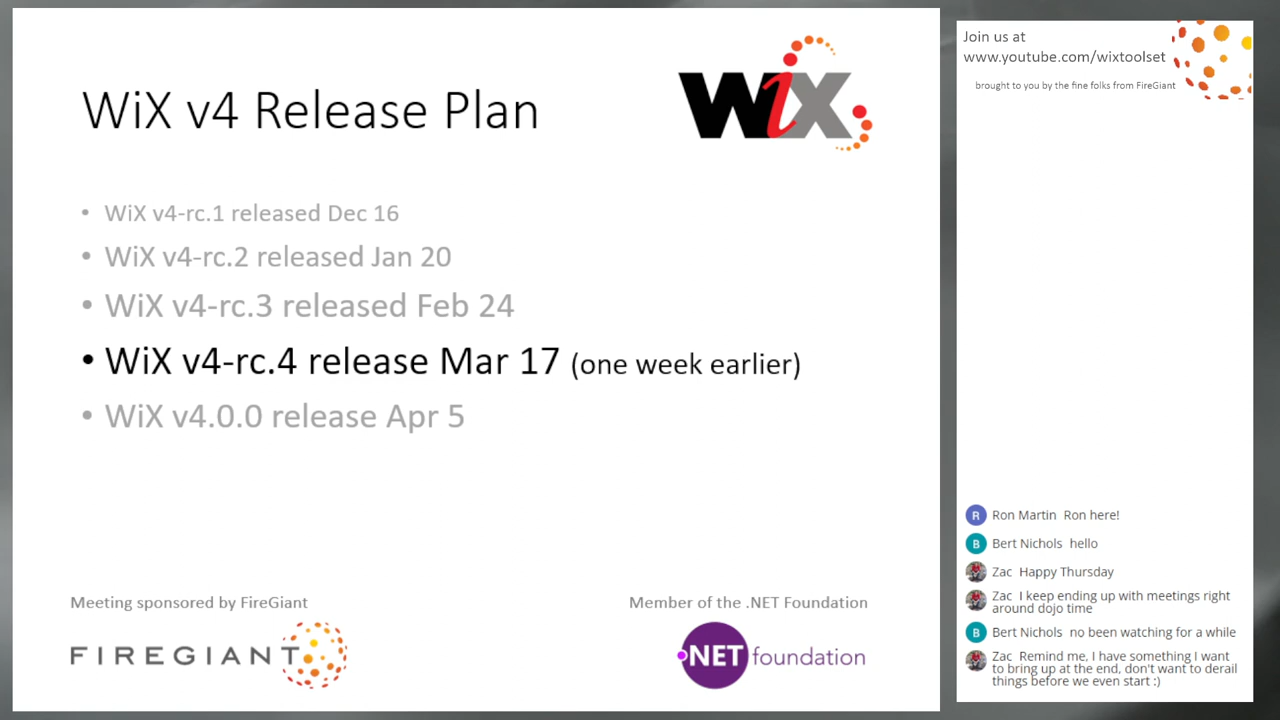 WiX v4 Release Plan
WiX
• WiX v4-rc.1 released Dec 16
• WiX v4-rc.2 released Jan 20
• WiX v4-rc.3 released Feb 24
• WiX v4-rc.4 release Mar 17 (one week earlier)
• WiX v4.0.0 release Apr 5
Meeting sponsored by FireGiant
FIREGIANT
Member of the .NET Foundation
.NET foundation
Join us at
www.youtube.com/wixtoolset
brought to you by the fine folks from FireGiant
R Ron Martin Ron here!
B Bert Nichols hello
Zac Happy Thursday
Zac I keep ending up with meetings right
around dojo time
B Bert Nichols no been watching for a while
Zac Remind me, I have something I want
to bring up at the end, don't want to derail
things before we even start :)